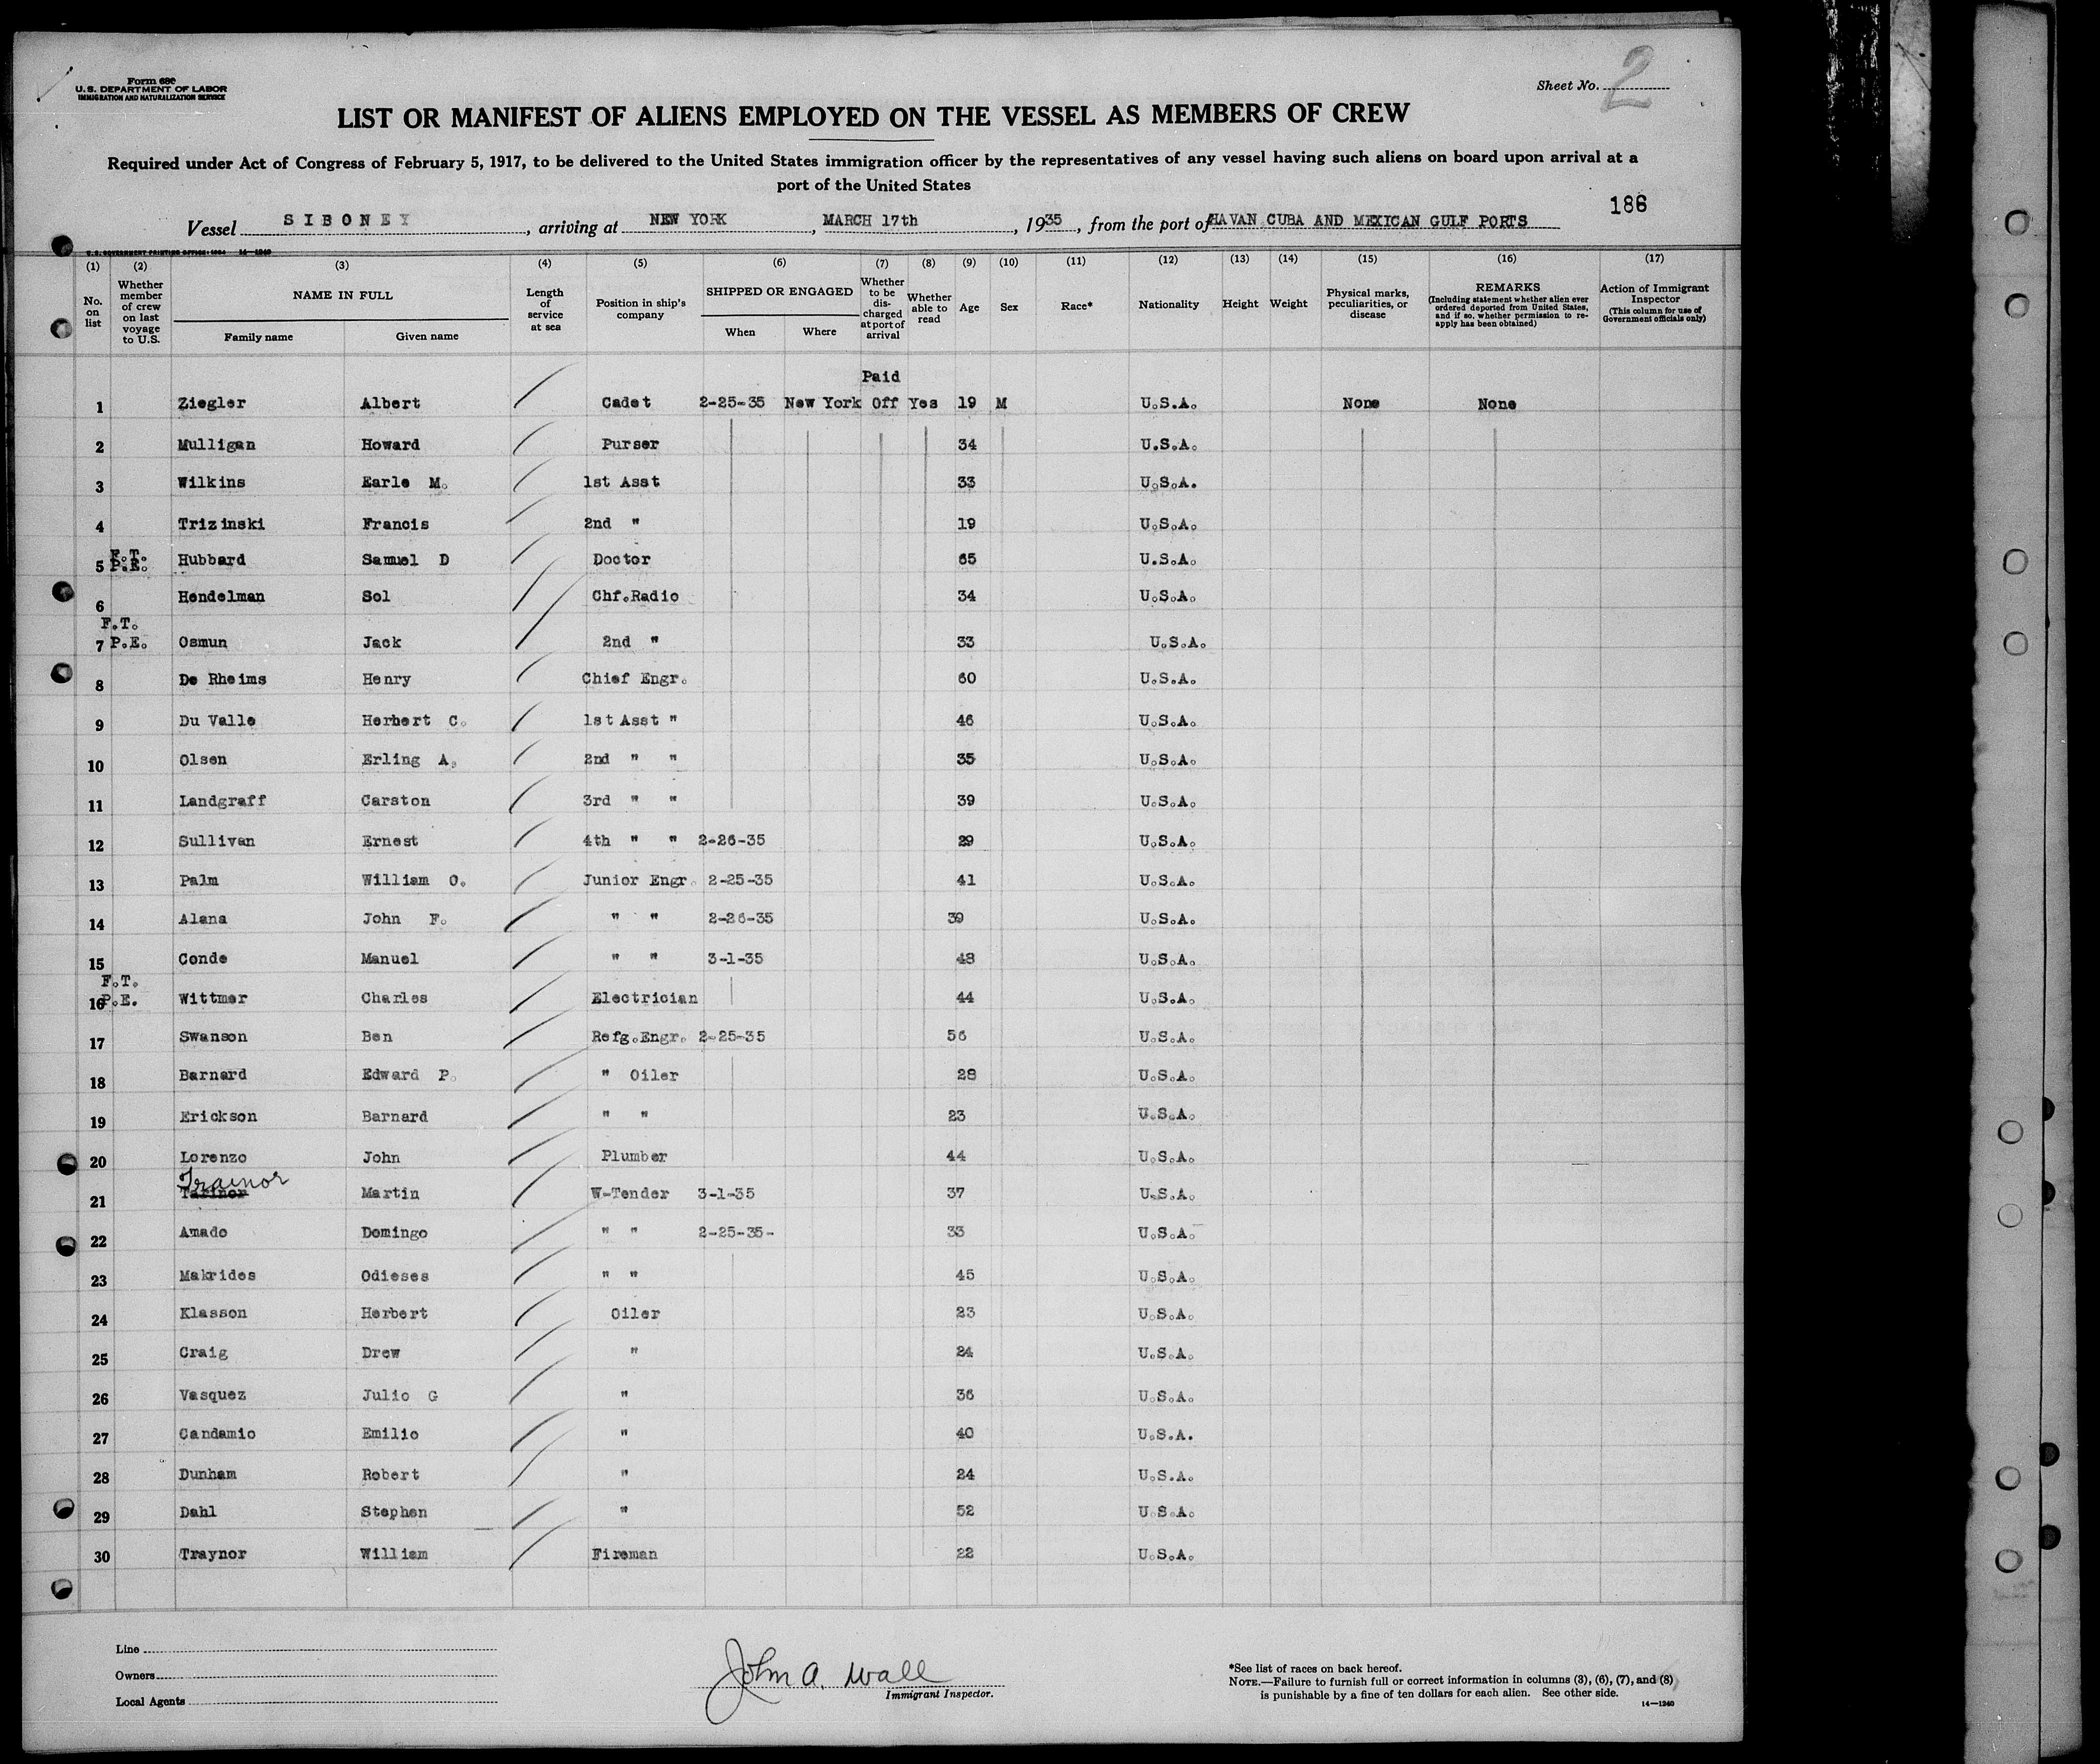 Form 680
U.S. DEPARTMENT OF LABOR
IMMIGRATION AND NATURALIZATION SERVICE
Sheet No. 2
LIST OR MANIFEST OF ALIENS EMPLOYED ON THE VESSEL AS MEMBERS OF CREW
Required under Act of Congress of February 5, 1917, to be delivered to the United States immigration officer by the representatives of any vessel having such aliens on board upon arrival at a
port of the United States
186
Vessel SIBONEY, arriving at NEW YORK, MARCH 17th, 1935, from the port of HAVAN CUBA AND MEXICAN GULF PORTS
U.S. GOVERNMENT PRINTING OFFICE: 1934 14—1240
(1) (2) (3) (4) (5) (6) (7) (8) (9) (10) (11) (12) (13) (14) (15) (16) (17)
No. on list
Whether member of crew on last voyage to U.S.
NAME IN FULL
Family name Given name
Length of service at sea
Position in ship's company
SHIPPED OR ENGAGED
When Where
Whether to be discharged at port of arrival
Whether able to read
Age Sex Race* Nationality Height Weight
Physical marks, peculiarities, or disease
REMARKS
(Including statement whether alien ever ordered deported from United States, and if so, whether permission to reapply has been obtained)
Action of Immigrant Inspector
(This column for use of Government officials only)
Paid
1 Ziegler Albert Cadet 2-25-35 New York Off Yes 19 M U.S.A. None None
2 Mulligan Howard Purser 34 U.S.A.
3 Wilkins Earle M. 1st Asst 33 U.S.A.
4 Trizinski Francis 2nd " 19 U.S.A.
F.T.
5 P.E. Hubbard Samuel D Doctor 65 U.S.A.
6 Hendelman Sol Chf.Radio 34 U.S.A.
F.T.
7 P.E. Osmun Jack 2nd " 33 U.S.A.
8 De Rheims Henry Chief Engr. 60 U.S.A.
9 Du Valle Herbert C. 1st Asst " 46 U.S.A.
10 Olsen Erling A. 2nd " " 35 U.S.A.
11 Landgraff Carston 3rd " " 39 U.S.A.
12 Sullivan Ernest 4th " " 2-26-35 29 U.S.A.
13 Palm William O. Junior Engr. 2-25-35 41 U.S.A.
14 Alana John F. " " 2-26-35 39 U.S.A.
15 Conde Manuel " " 3-1-35 48 U.S.A.
F.T.
16 P.E. Wittmer Charles Electrician 44 U.S.A.
17 Swanson Ben Refg.Engr. 2-25-35 56 U.S.A.
18 Barnard Edward P. " Oiler 28 U.S.A.
19 Erickson Barnard " " 23 U.S.A.
20 Lorenzo John Plumber 44 U.S.A.
Trainor
21 Tarinor Martin W-Tender 3-1-35 37 U.S.A.
22 Amado Domingo " " 2-25-35- 33 U.S.A.
23 Makrides Odieses " " 45 U.S.A.
24 Klasson Herbert Oiler 23 U.S.A.
25 Craig Drew " 24 U.S.A.
26 Vasquez Julio G " 36 U.S.A.
27 Candamio Emilio " 40 U.S.A.
28 Dunham Robert " 24 U.S.A.
29 Dahl Stephen " 52 U.S.A.
30 Traynor William Fireman 22 U.S.A.
Line
Owners
Local Agents
John A. Wall
Immigrant Inspector.
*See list of races on back hereof.
NOTE.—Failure to furnish full or correct information in columns (3), (6), (7), and (8)
is punishable by a fine of ten dollars for each alien. See other side.
14—1240